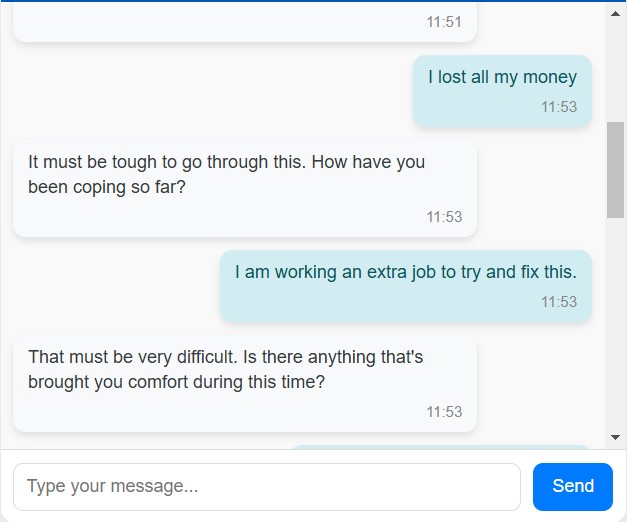 11:51
I lost all my money
11:53
It must be tough to go through this. How have you
been coping so far?
11:53
I am working an extra job to try and fix this.
11:53
That must be very difficult. Is there anything that's
brought you comfort during this time?
11:53
Type your message...
Send